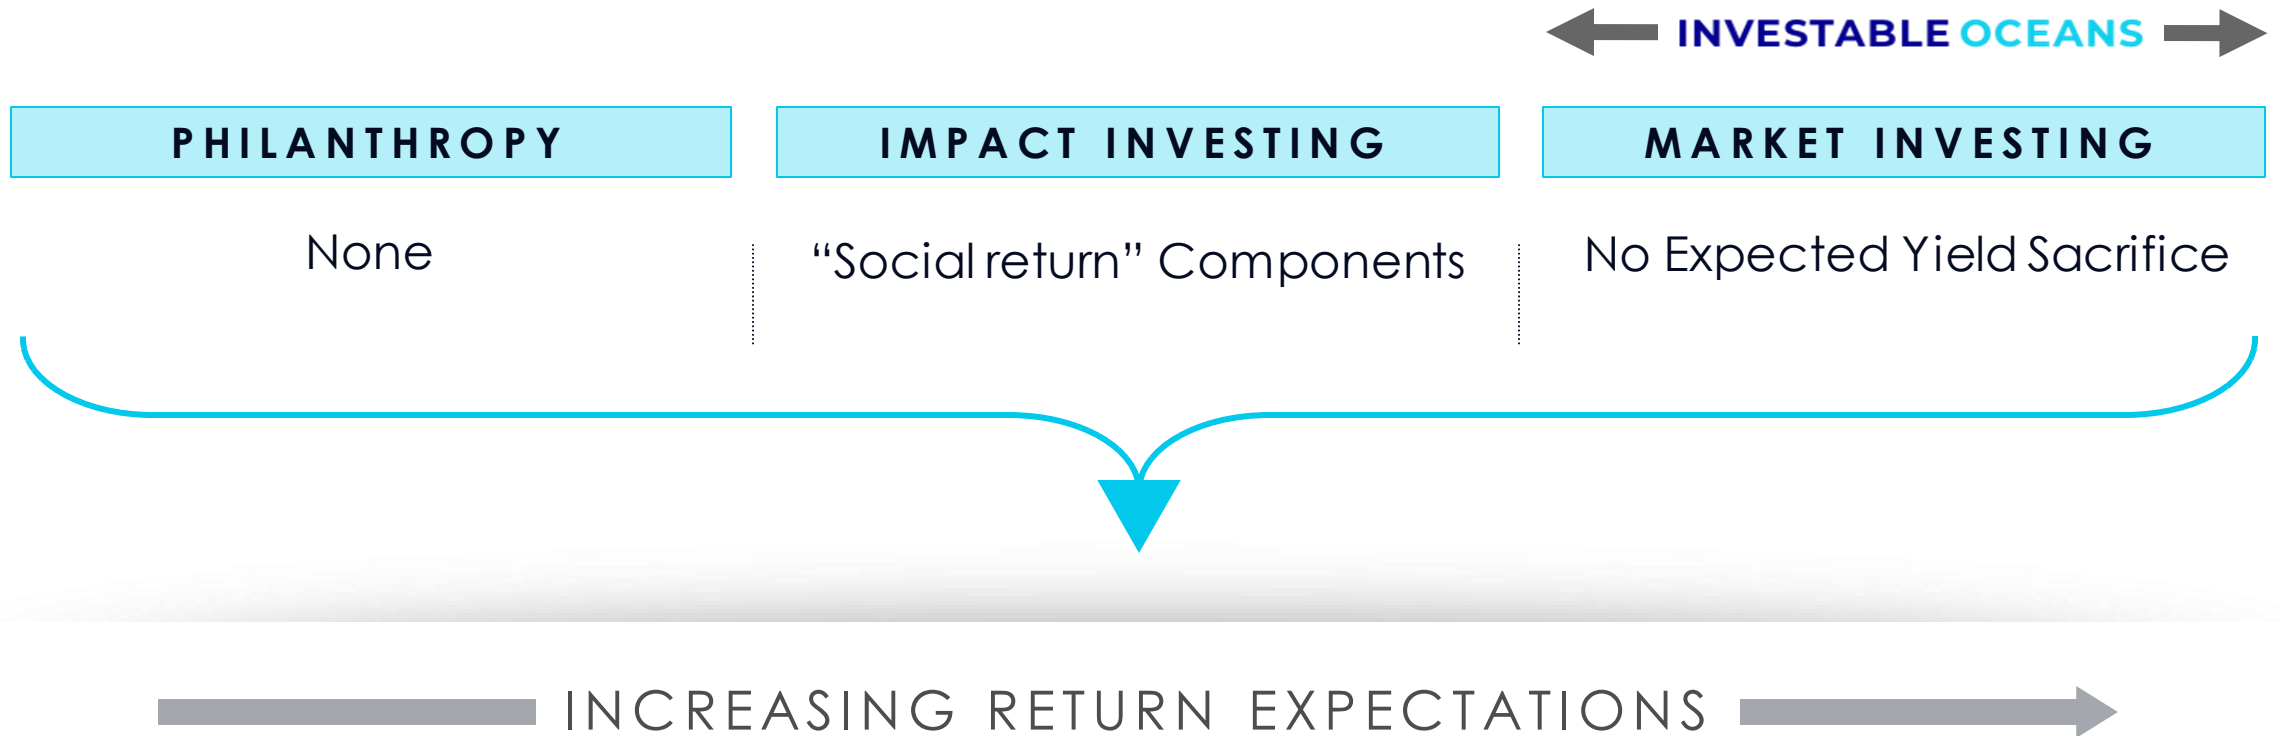 INVESTABLE OCEANS
PHILANTHROPY
IMPACT INVESTING
MARKET INVESTING
None
“Social return” Components
No Expected Yield Sacrifice
INCREASING RETURN EXPECTATIONS